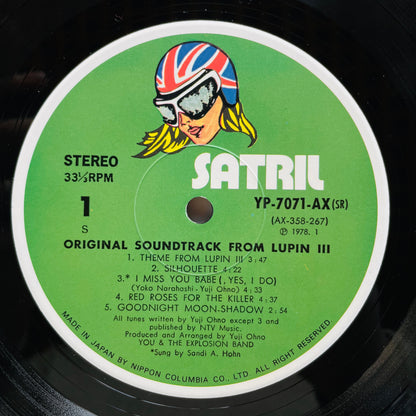 SATRIL
STEREO
33⅓RPM
YP-7071-AX(SR)
1
(AX-358-267)
S
Ⓟ 1978. 1
ORIGINAL SOUNDTRACK FROM LUPIN III
1. THEME FROM LUPIN III 3:47
2. SILHOUETTE 4:22
3.* I MISS YOU BABE (, YES, I DO)
(Yoko Narahashi-Yuji Ohno) 4:33
4. RED ROSES FOR THE KILLER 4:37
5. GOODNIGHT MOON-SHADOW 2:54
All tunes written by Yuji Ohno except 3 and
published by NTV Music.
Produced and Arranged by Yuji Ohno
YOU & THE EXPLOSION BAND
*Sung by Sandi A. Hohn
MADE IN JAPAN BY NIPPON COLUMBIA CO., LTD. ALL RIGHT RESERVED.